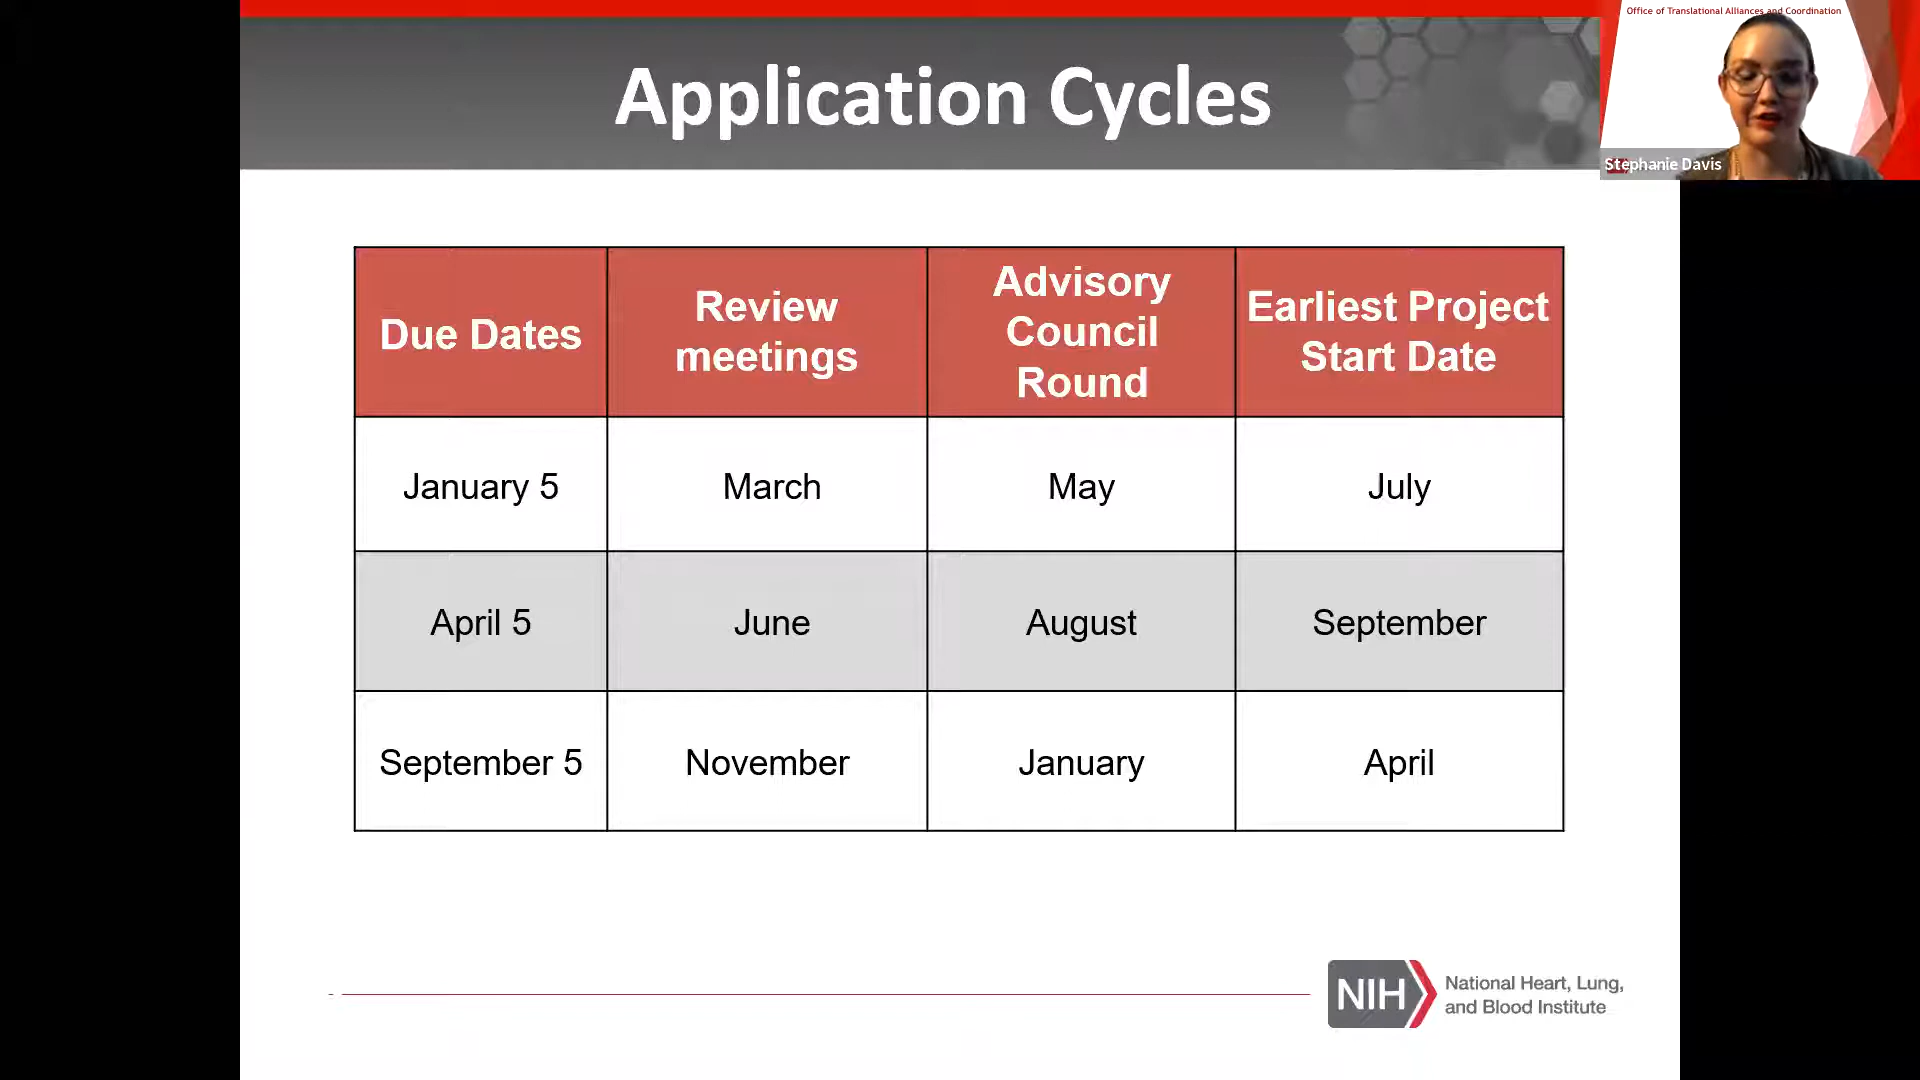 Application Cycles
Office of Translational Alliances and Coordination
Stephanie Davis
Due Dates
Review
meetings
Advisory
Council
Round
Earliest Project
Start Date
January 5
March
May
July
April 5
June
August
September
September 5
November
January
April
NIH
National Heart, Lung,
and Blood Institute